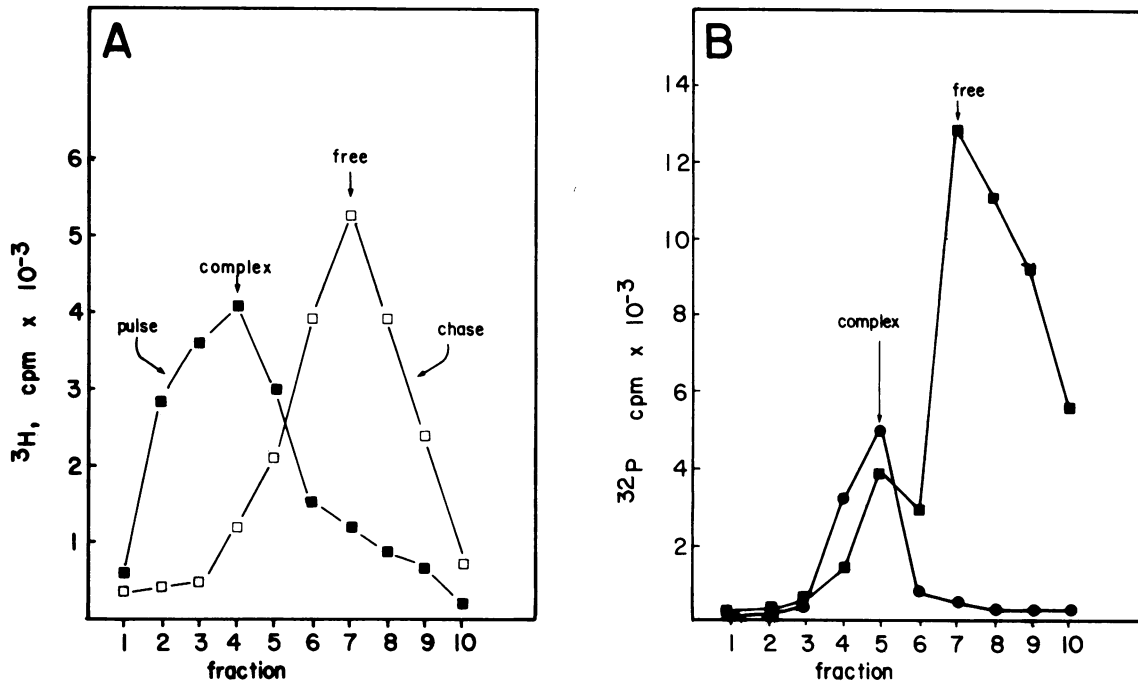 A
³H, cpm x 10⁻³
6
5
4
3
2
1
pulse
complex
free
chase
1 2 3 4 5 6 7 8 9 10
fraction
B
32P cpm x 10⁻³
14
12
10
8
6
4
2
complex
free
1 2 3 4 5 6 7 8 9 10
fraction